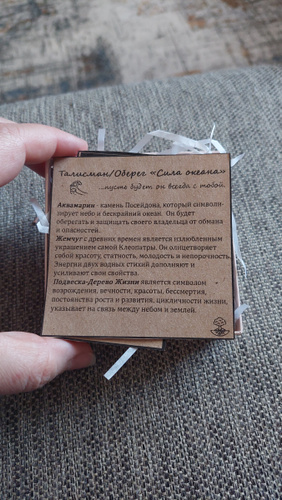 Талисман/Оберег «Сила океана»
...пусть будет он всегда с тобой.
Аквамарин - камень Посейдона, который символи-
зирует небо и бескрайний океан. Он будет
оберегать и защищать своего владельца от обмана
и опасностей.
Жемчуг с древних времен является излюбленным
украшением самой Клеопатры. Он олицетворяет
собой красоту, статность, молодость и непорочность.
Энергии двух водных стихий дополняют и
усиливают свои свойства.
Подвеска-Дерево Жизни является символом
возрождения, вечности, красоты, бессмертия,
постоянства роста и развития, цикличности жизни,
указывает на связь между небом и землей.